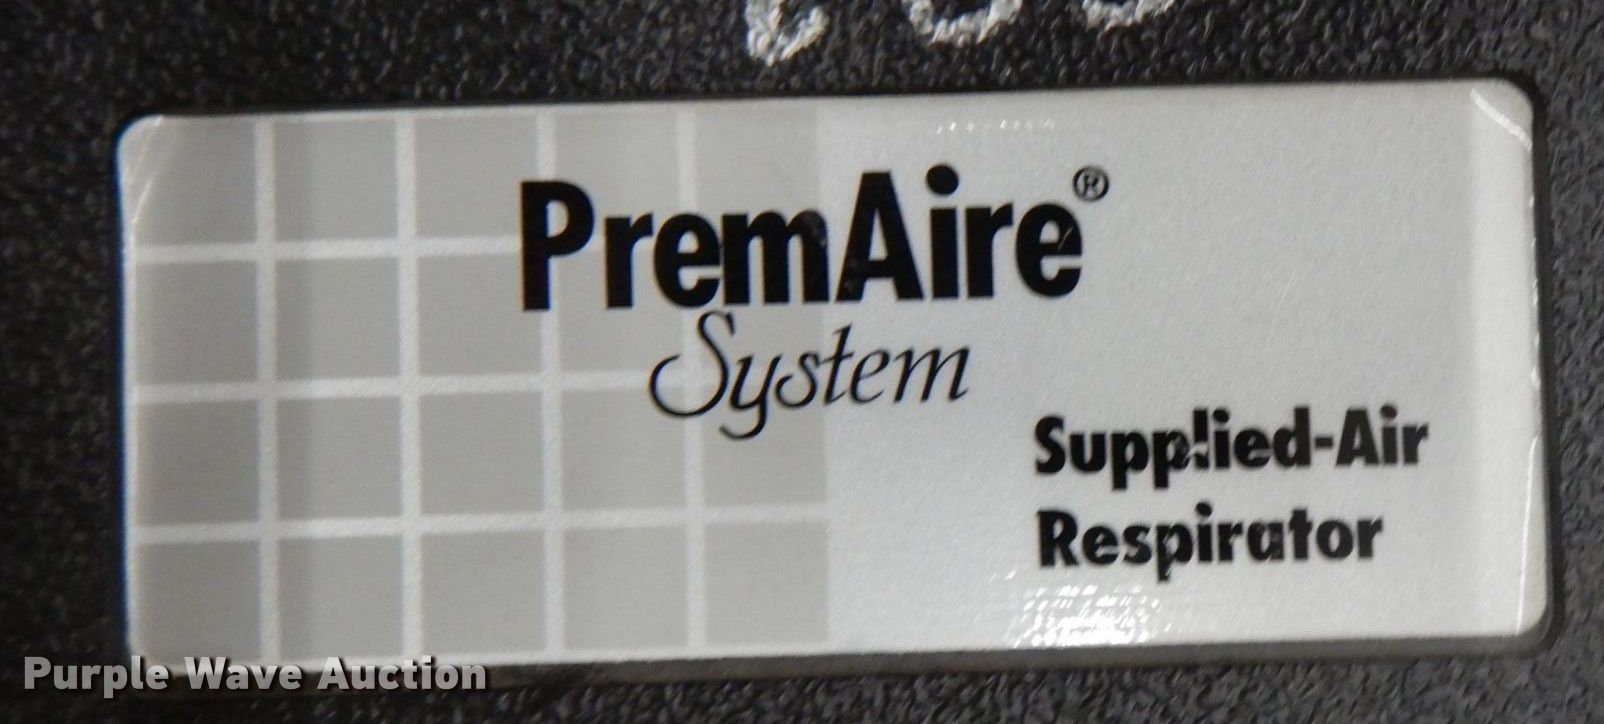 PremAire®
System
Supplied-Air
Respirator
Purple Wave Auction